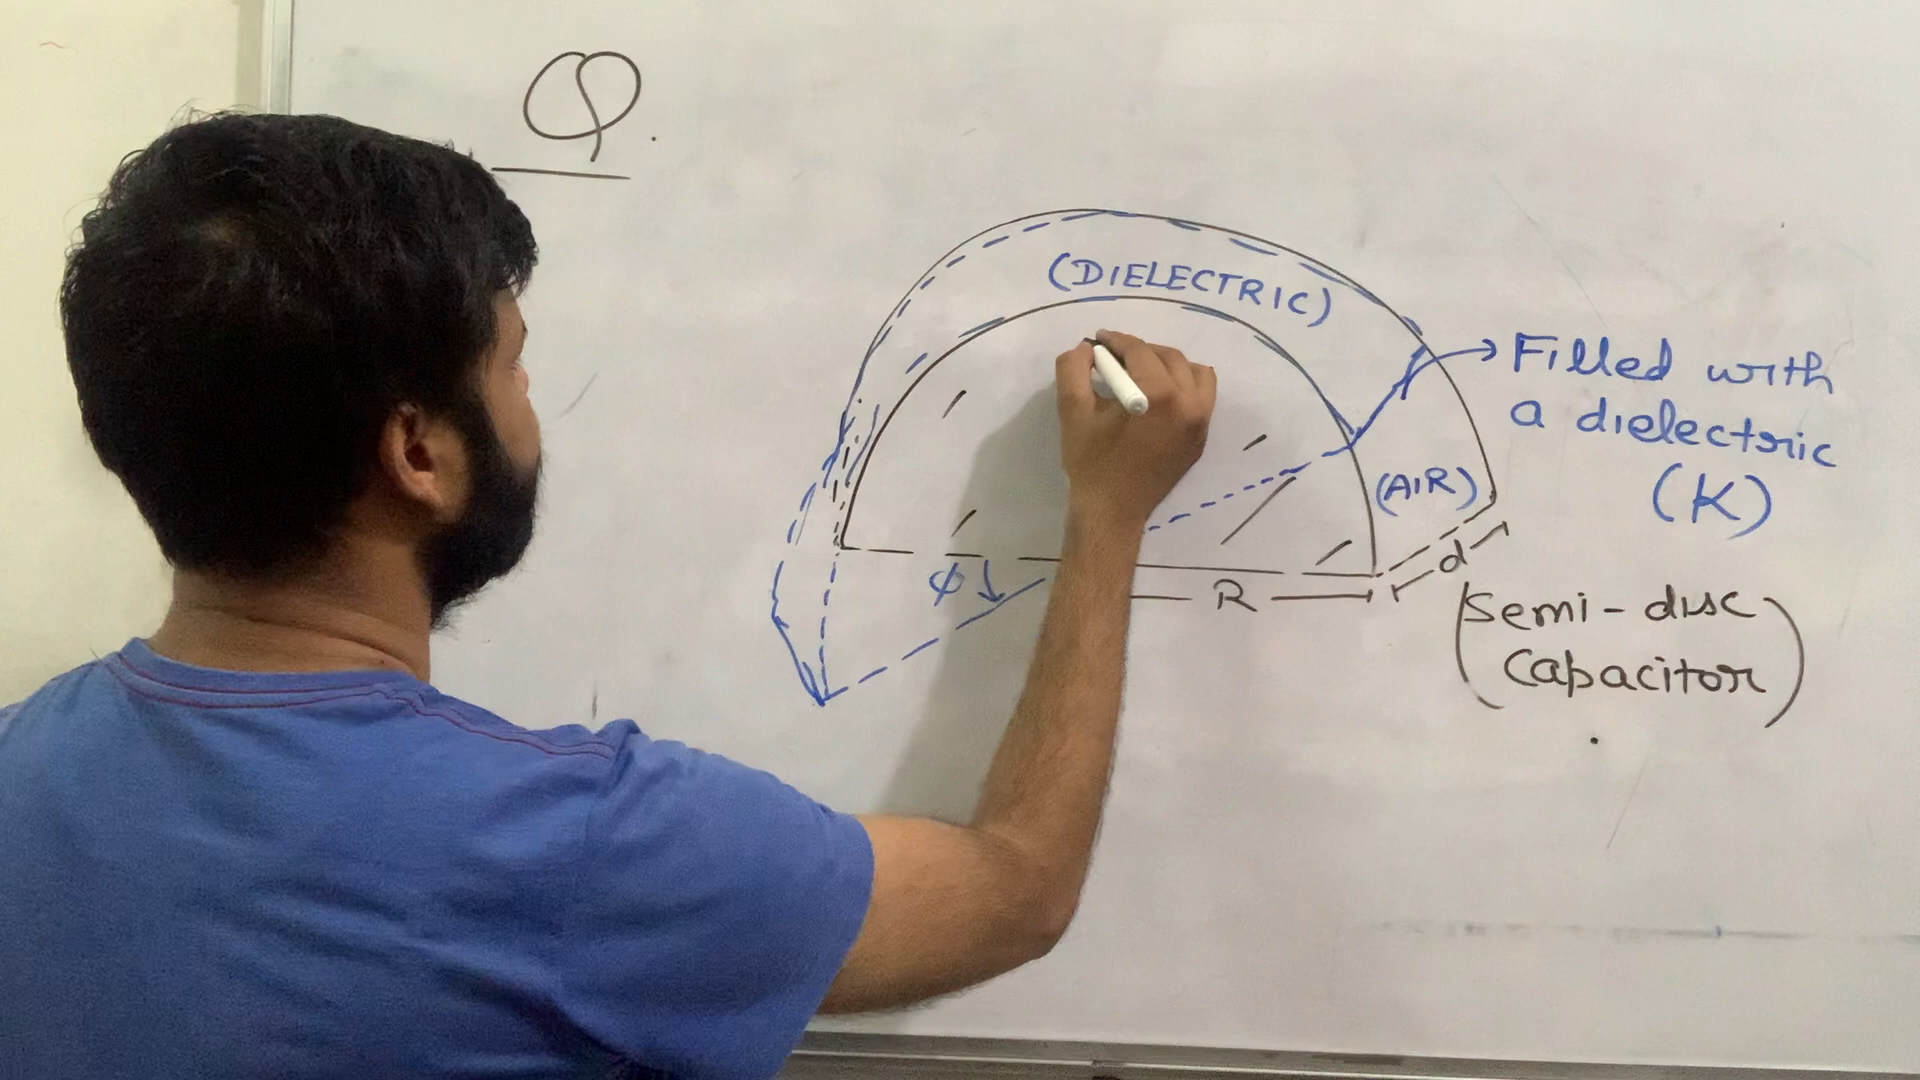 Q.
(DIELECTRIC)
Filled with
a dielectric
(K)
(AIR)
d
ϕ
R
(Semi-disc
Capacitor)